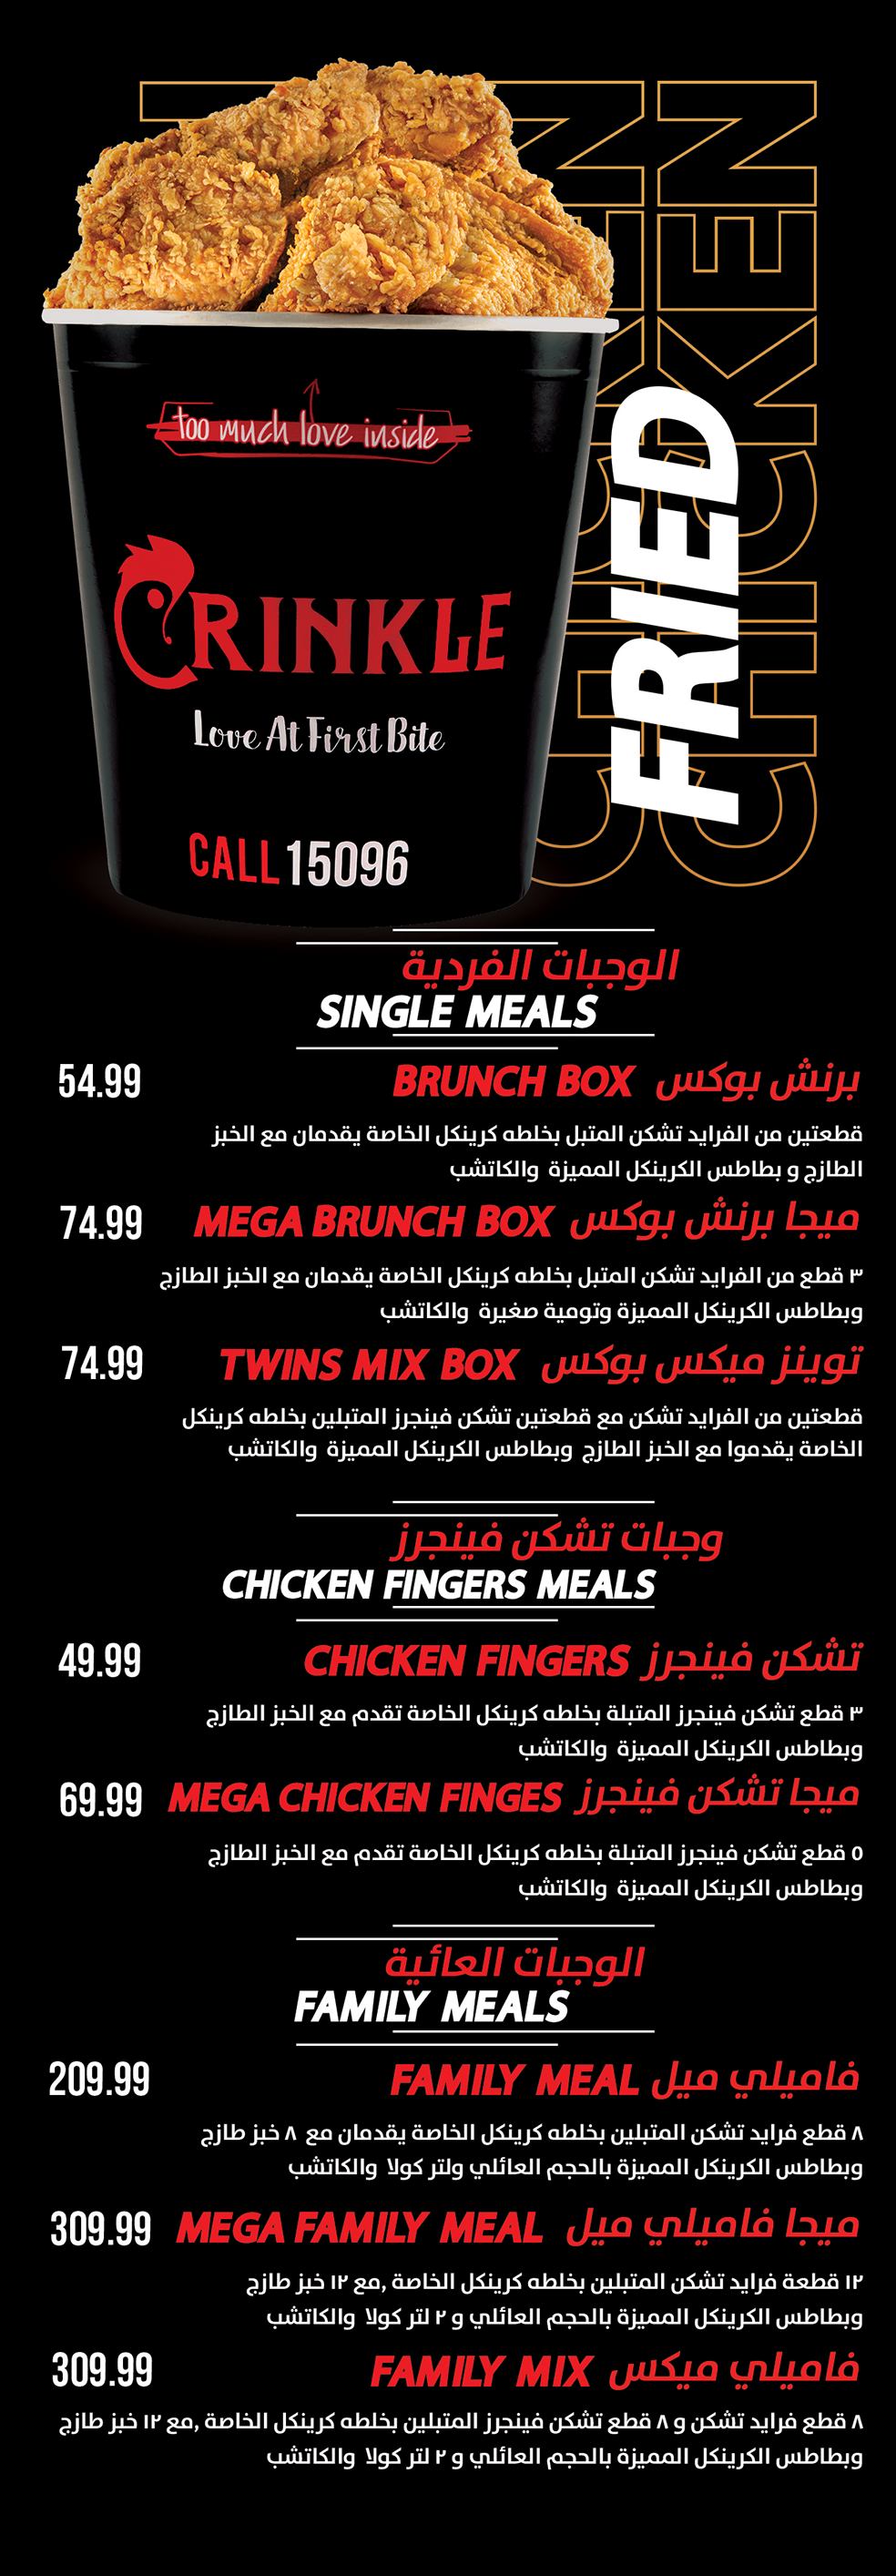 FRIED
CHICKEN
too much love inside
CRINKLE
Love At First Bite
CALL 15096
الوجبات الفردية
SINGLE MEALS
برنش بوكس BRUNCH BOX 54.99
قطعتين من الفرايد تشكن المتبل بخلطه كرينكل الخاصة يقدمان مع الخبز
الطازج و بطاطس الكرينكل المميزة والكاتشب
ميجا برنش بوكس MEGA BRUNCH BOX 74.99
٣ قطع من الفرايد تشكن المتبل بخلطه كرينكل الخاصة يقدمان مع الخبز الطازج
وبطاطس الكرينكل المميزة وتومية صغيرة والكاتشب
توينز ميكس بوكس TWINS MIX BOX 74.99
قطعتين من الفرايد تشكن مع قطعتين تشكن فينجرز المتبلين بخلطه كرينكل
الخاصة يقدموا مع الخبز الطازج وبطاطس الكرينكل المميزة والكاتشب
وجبات تشكن فينجرز
CHICKEN FINGERS MEALS
تشكن فينجرز CHICKEN FINGERS 49.99
٣ قطع تشكن فينجرز المتبلة بخلطه كرينكل الخاصة تقدم مع الخبز الطازج
وبطاطس الكرينكل المميزة والكاتشب
ميجا تشكن فينجرز MEGA CHICKEN FINGES 69.99
٥ قطع تشكن فينجرز المتبلة بخلطه كرينكل الخاصة تقدم مع الخبز الطازج
وبطاطس الكرينكل المميزة والكاتشب
الوجبات العائية
FAMILY MEALS
فاميلي ميل FAMILY MEAL 209.99
٨ قطع فرايد تشكن المتبلين بخلطه كرينكل الخاصة يقدمان مع ٨ خبز طازج
وبطاطس الكرينكل المميزة بالحجم العائلي ولتر كولا والكاتشب
ميجا فاميلي ميل MEGA FAMILY MEAL 309.99
١٢ قطعة فرايد تشكن المتبلين بخلطه كرينكل الخاصة ,مع ١٢ خبز طازج
وبطاطس الكرينكل المميزة بالحجم العائلي و ٢ لتر كولا والكاتشب
فاميلي ميكس FAMILY MIX 309.99
٨ قطع فرايد تشكن و ٨ قطع تشكن فينجرز المتبلين بخلطه كرينكل الخاصة ,مع ١٢ خبز طازج
وبطاطس الكرينكل المميزة بالحجم العائلي و ٢ لتر كولا والكاتشب